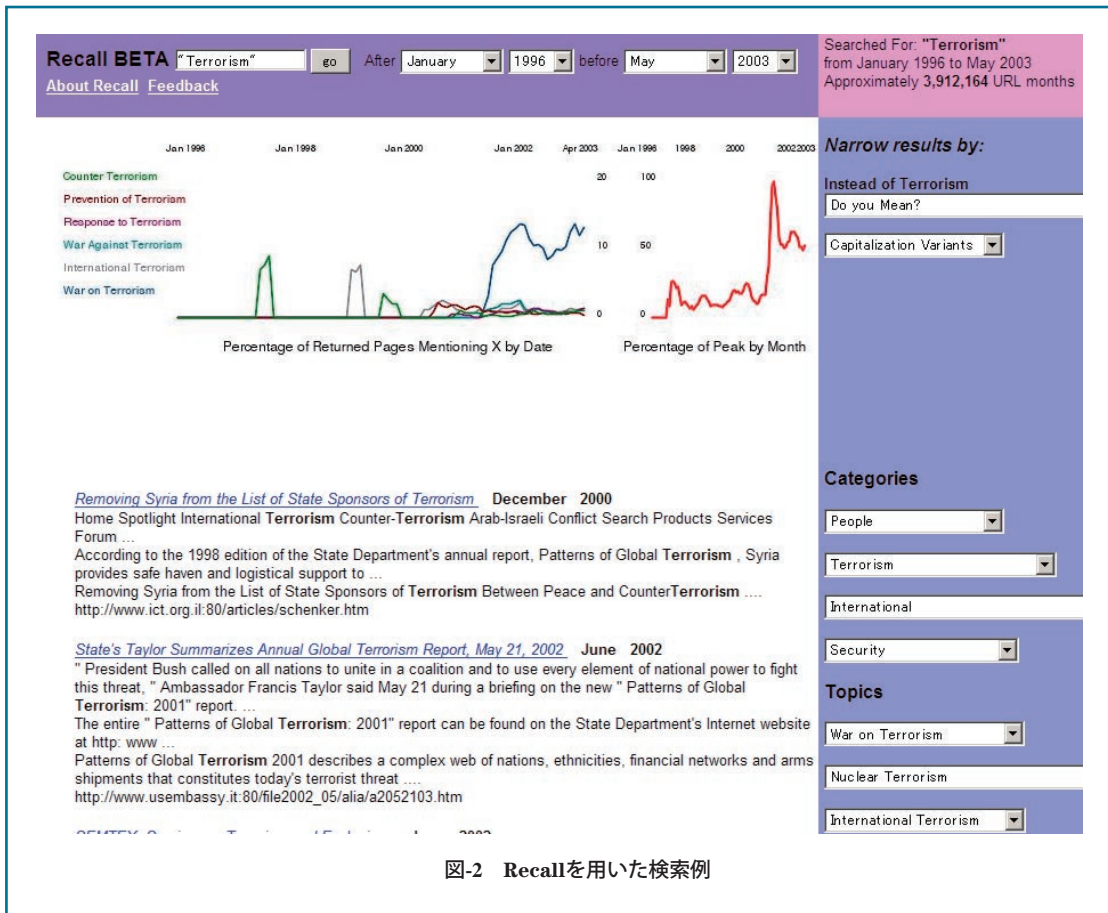 Recall BETA "Terrorism" go After January 1996 before May 2003
About Recall Feedback
Searched For: "Terrorism"
from January 1996 to May 2003
Approximately 3,912,164 URL months
Jan 1996 Jan 1998 Jan 2000 Jan 2002 Apr 2003 Jan 1996 1998 2000 2002 2003
Counter Terrorism 20 100
Prevention of Terrorism
Response to Terrorism
War Against Terrorism 10 50
International Terrorism
War on Terrorism
0 0
Percentage of Returned Pages Mentioning X by Date Percentage of Peak by Month
Narrow results by:
Instead of Terrorism
Do you Mean?
Capitalization Variants
Removing Syria from the List of State Sponsors of Terrorism December 2000
Home Spotlight International Terrorism Counter-Terrorism Arab-Israeli Conflict Search Products Services
Forum ...
According to the 1998 edition of the State Department's annual report, Patterns of Global Terrorism , Syria
provides safe haven and logistical support to ...
Removing Syria from the List of State Sponsors of Terrorism Between Peace and CounterTerrorism ....
http://www.ict.org.il:80/articles/schenker.htm
State's Taylor Summarizes Annual Global Terrorism Report, May 21, 2002 June 2002
" President Bush called on all nations to unite in a coalition and to use every element of national power to fight
this threat, " Ambassador Francis Taylor said May 21 during a briefing on the new " Patterns of Global
Terrorism: 2001" report. ...
The entire " Patterns of Global Terrorism: 2001" report can be found on the State Department's Internet website
at http: www ...
Patterns of Global Terrorism 2001 describes a complex web of nations, ethnicities, financial networks and arms
shipments that constitutes today's terrorist threat ....
http://www.usembassy.it:80/file2002_05/alia/a2052103.htm
Categories
People
Terrorism
International
Security
Topics
War on Terrorism
Nuclear Terrorism
International Terrorism
図-2 Recallを用いた検索例